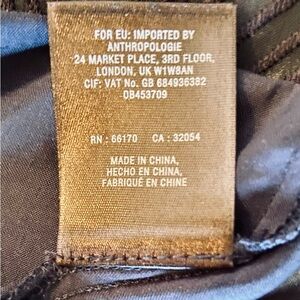 FOR EU: IMPORTED BY
ANTHROPOLOGIE
24 MARKET PLACE, 3RD FLOOR,
LONDON, UK W1W8AN
CIF: VAT No. GB 684936382
0B453709
RN : 66170 CA : 32054
MADE IN CHINA,
HECHO EN CHINA,
FABRIQUÉ EN CHINE